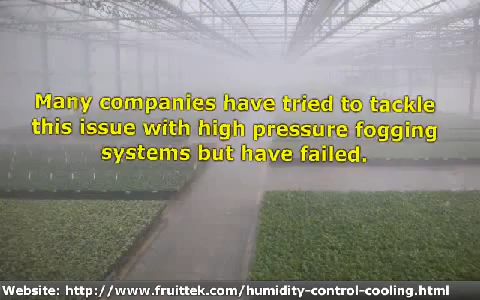 Many companies have tried to tackle
this issue with high pressure fogging
systems but have failed.
Website: http://www.fruittek.com/humidity-control-cooling.html